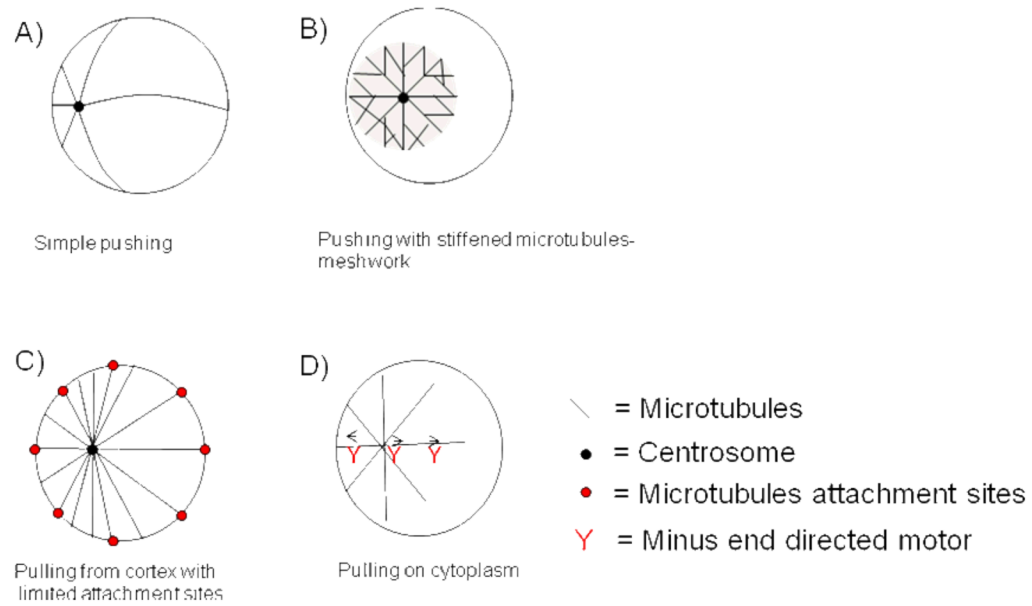 A)
B)
Simple pushing
Pushing with stiffened microtubules-
meshwork
C)
D)
Y Y Y
Pulling from cortex with
limited attachment sites
Pulling on cytoplasm
= Microtubules
= Centrosome
= Microtubules attachment sites
Y = Minus end directed motor